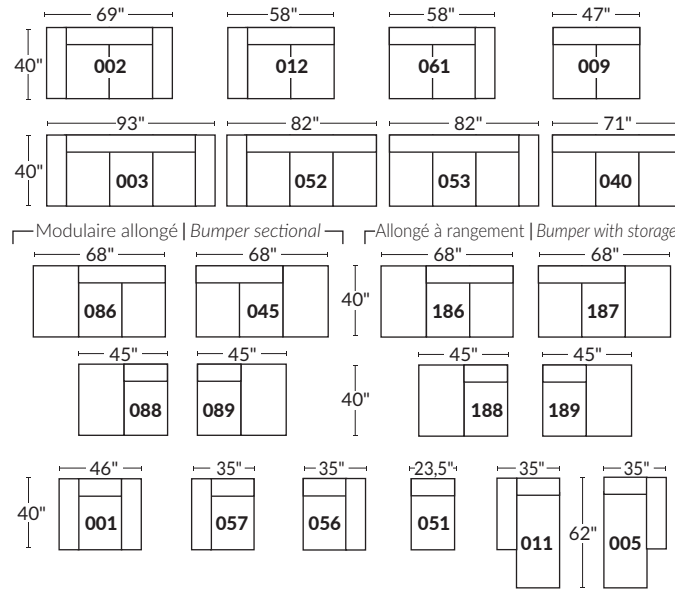 69" 58" 58" 47"
40" 002 012 061 009
93" 82" 82" 71"
40" 003 052 053 040
Modulaire allongé | Bumper sectional Allongé à rangement | Bumper with storage
68" 68" 68" 68"
086 045 40" 186 187
45" 45" 45" 45"
088 089 40" 188 189
46" 35" 35" 23,5" 35" 35"
40" 001 057 056 051 011 62" 005